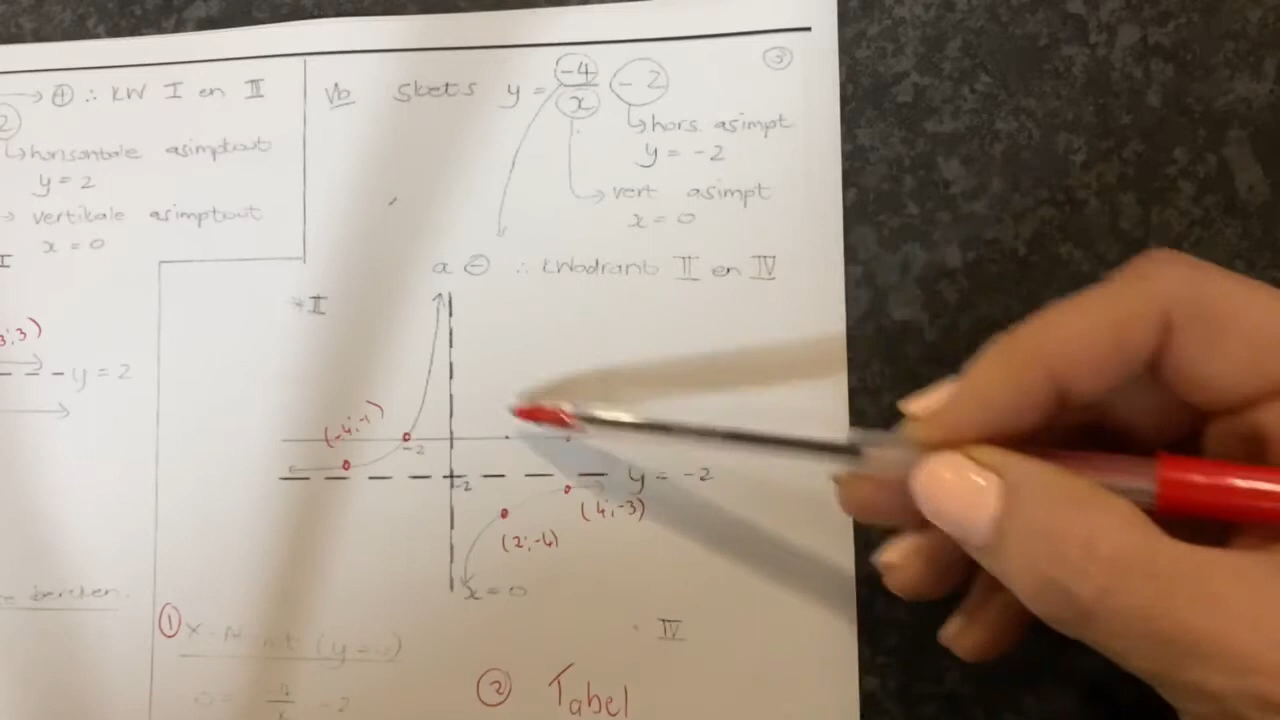 → ⊕ ∴ KW I en III
2
↳ horisontale asimptoot
y = 2
→ vertikale asimptoot
x = 0
3;3)
y = 2
berekken.
③
Vb Skets y = -4/x - 2
↳ hors. asimpt
y = -2
↳ vert asimpt
x = 0
a ⊖ ∴ Kwadrant II en IV
*II
(-4;-1)
-2
-2
y = -2
(4;-3)
(2;-4)
x = 0
IV
①
② Tabel